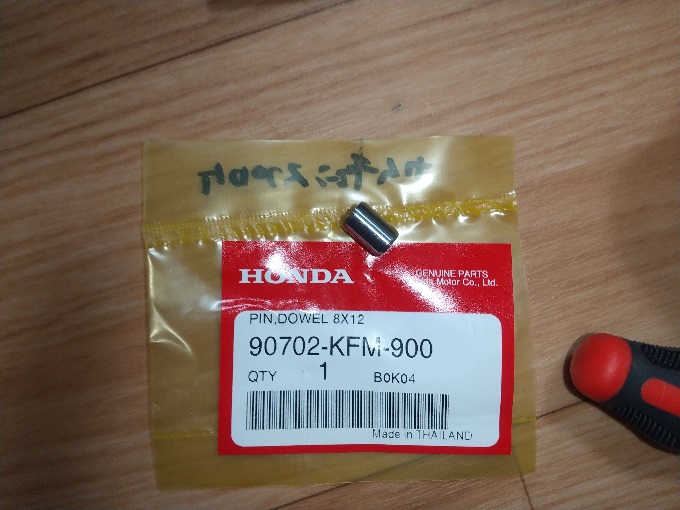 HONDA
GENUINE PARTS
Motor Co., Ltd.
PIN,DOWEL 8X12
90702-KFM-900
QTY 1 B0K04
Made in THAILAND